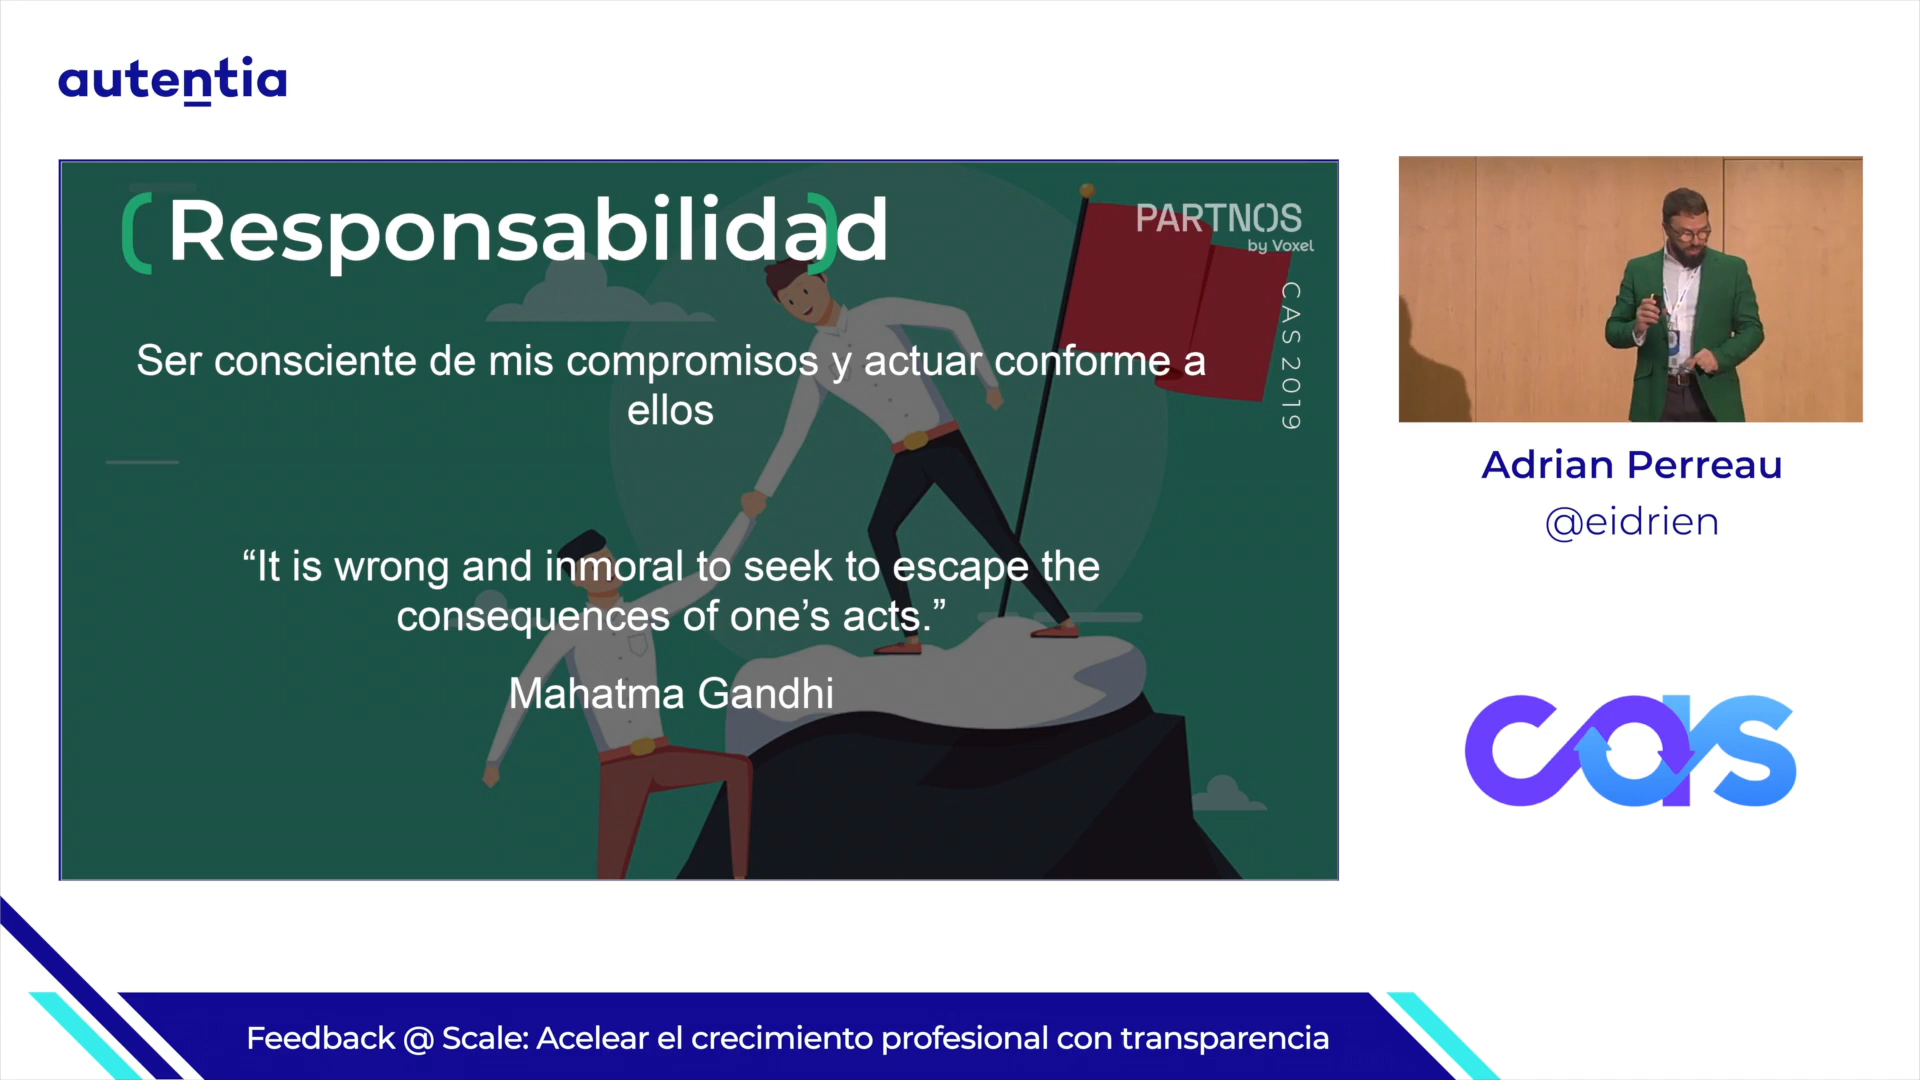 autentia
(Responsabilidad)
PARTNOS
by Voxel
CAS 2019
Ser consciente de mis compromisos y actuar conforme a
ellos
“It is wrong and inmoral to seek to escape the
consequences of one’s acts.”
Mahatma Gandhi
Adrian Perreau
@eidrien
cas
Feedback @ Scale: Acelear el crecimiento profesional con transparencia